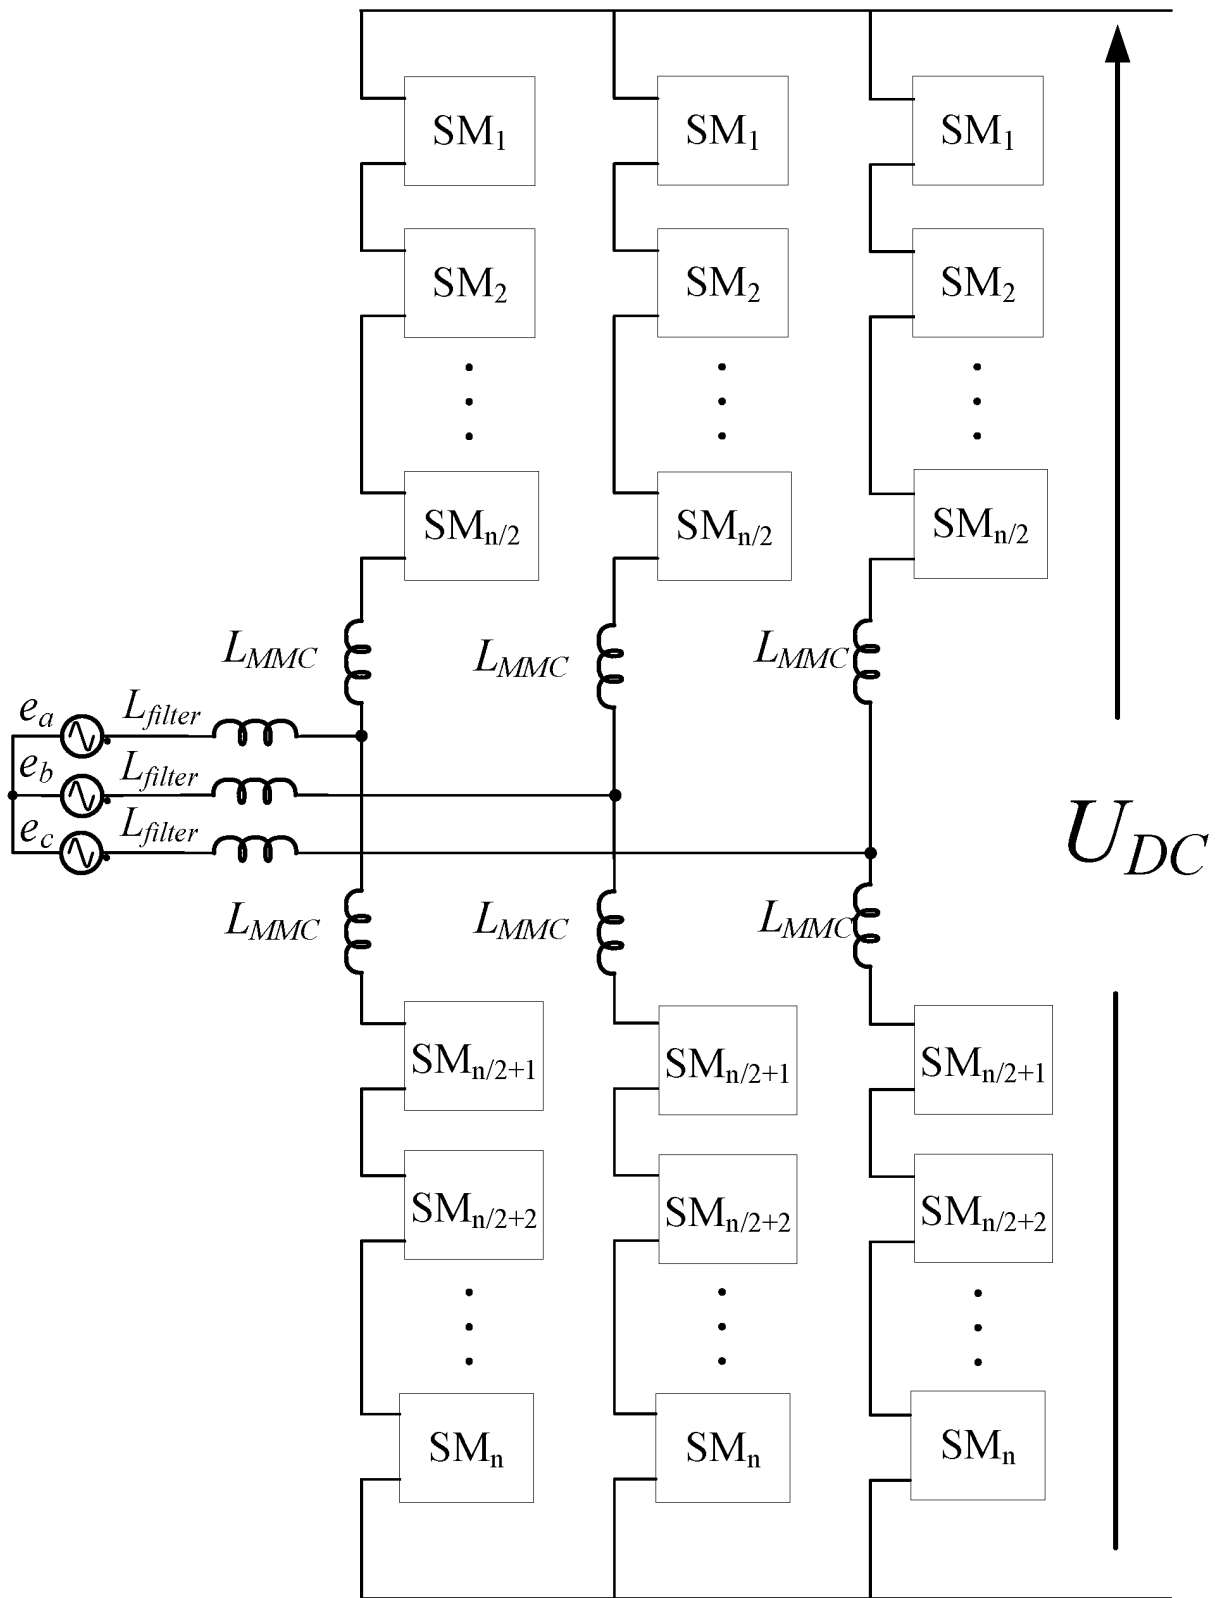 SM1 SM1 SM1
SM2 SM2 SM2
SMn/2 SMn/2 SMn/2
LMMC LMMC LMMC
ea Lfilter
eb Lfilter
ec Lfilter
UDC
LMMC LMMC LMMC
SMn/2+1 SMn/2+1 SMn/2+1
SMn/2+2 SMn/2+2 SMn/2+2
SMn SMn SMn